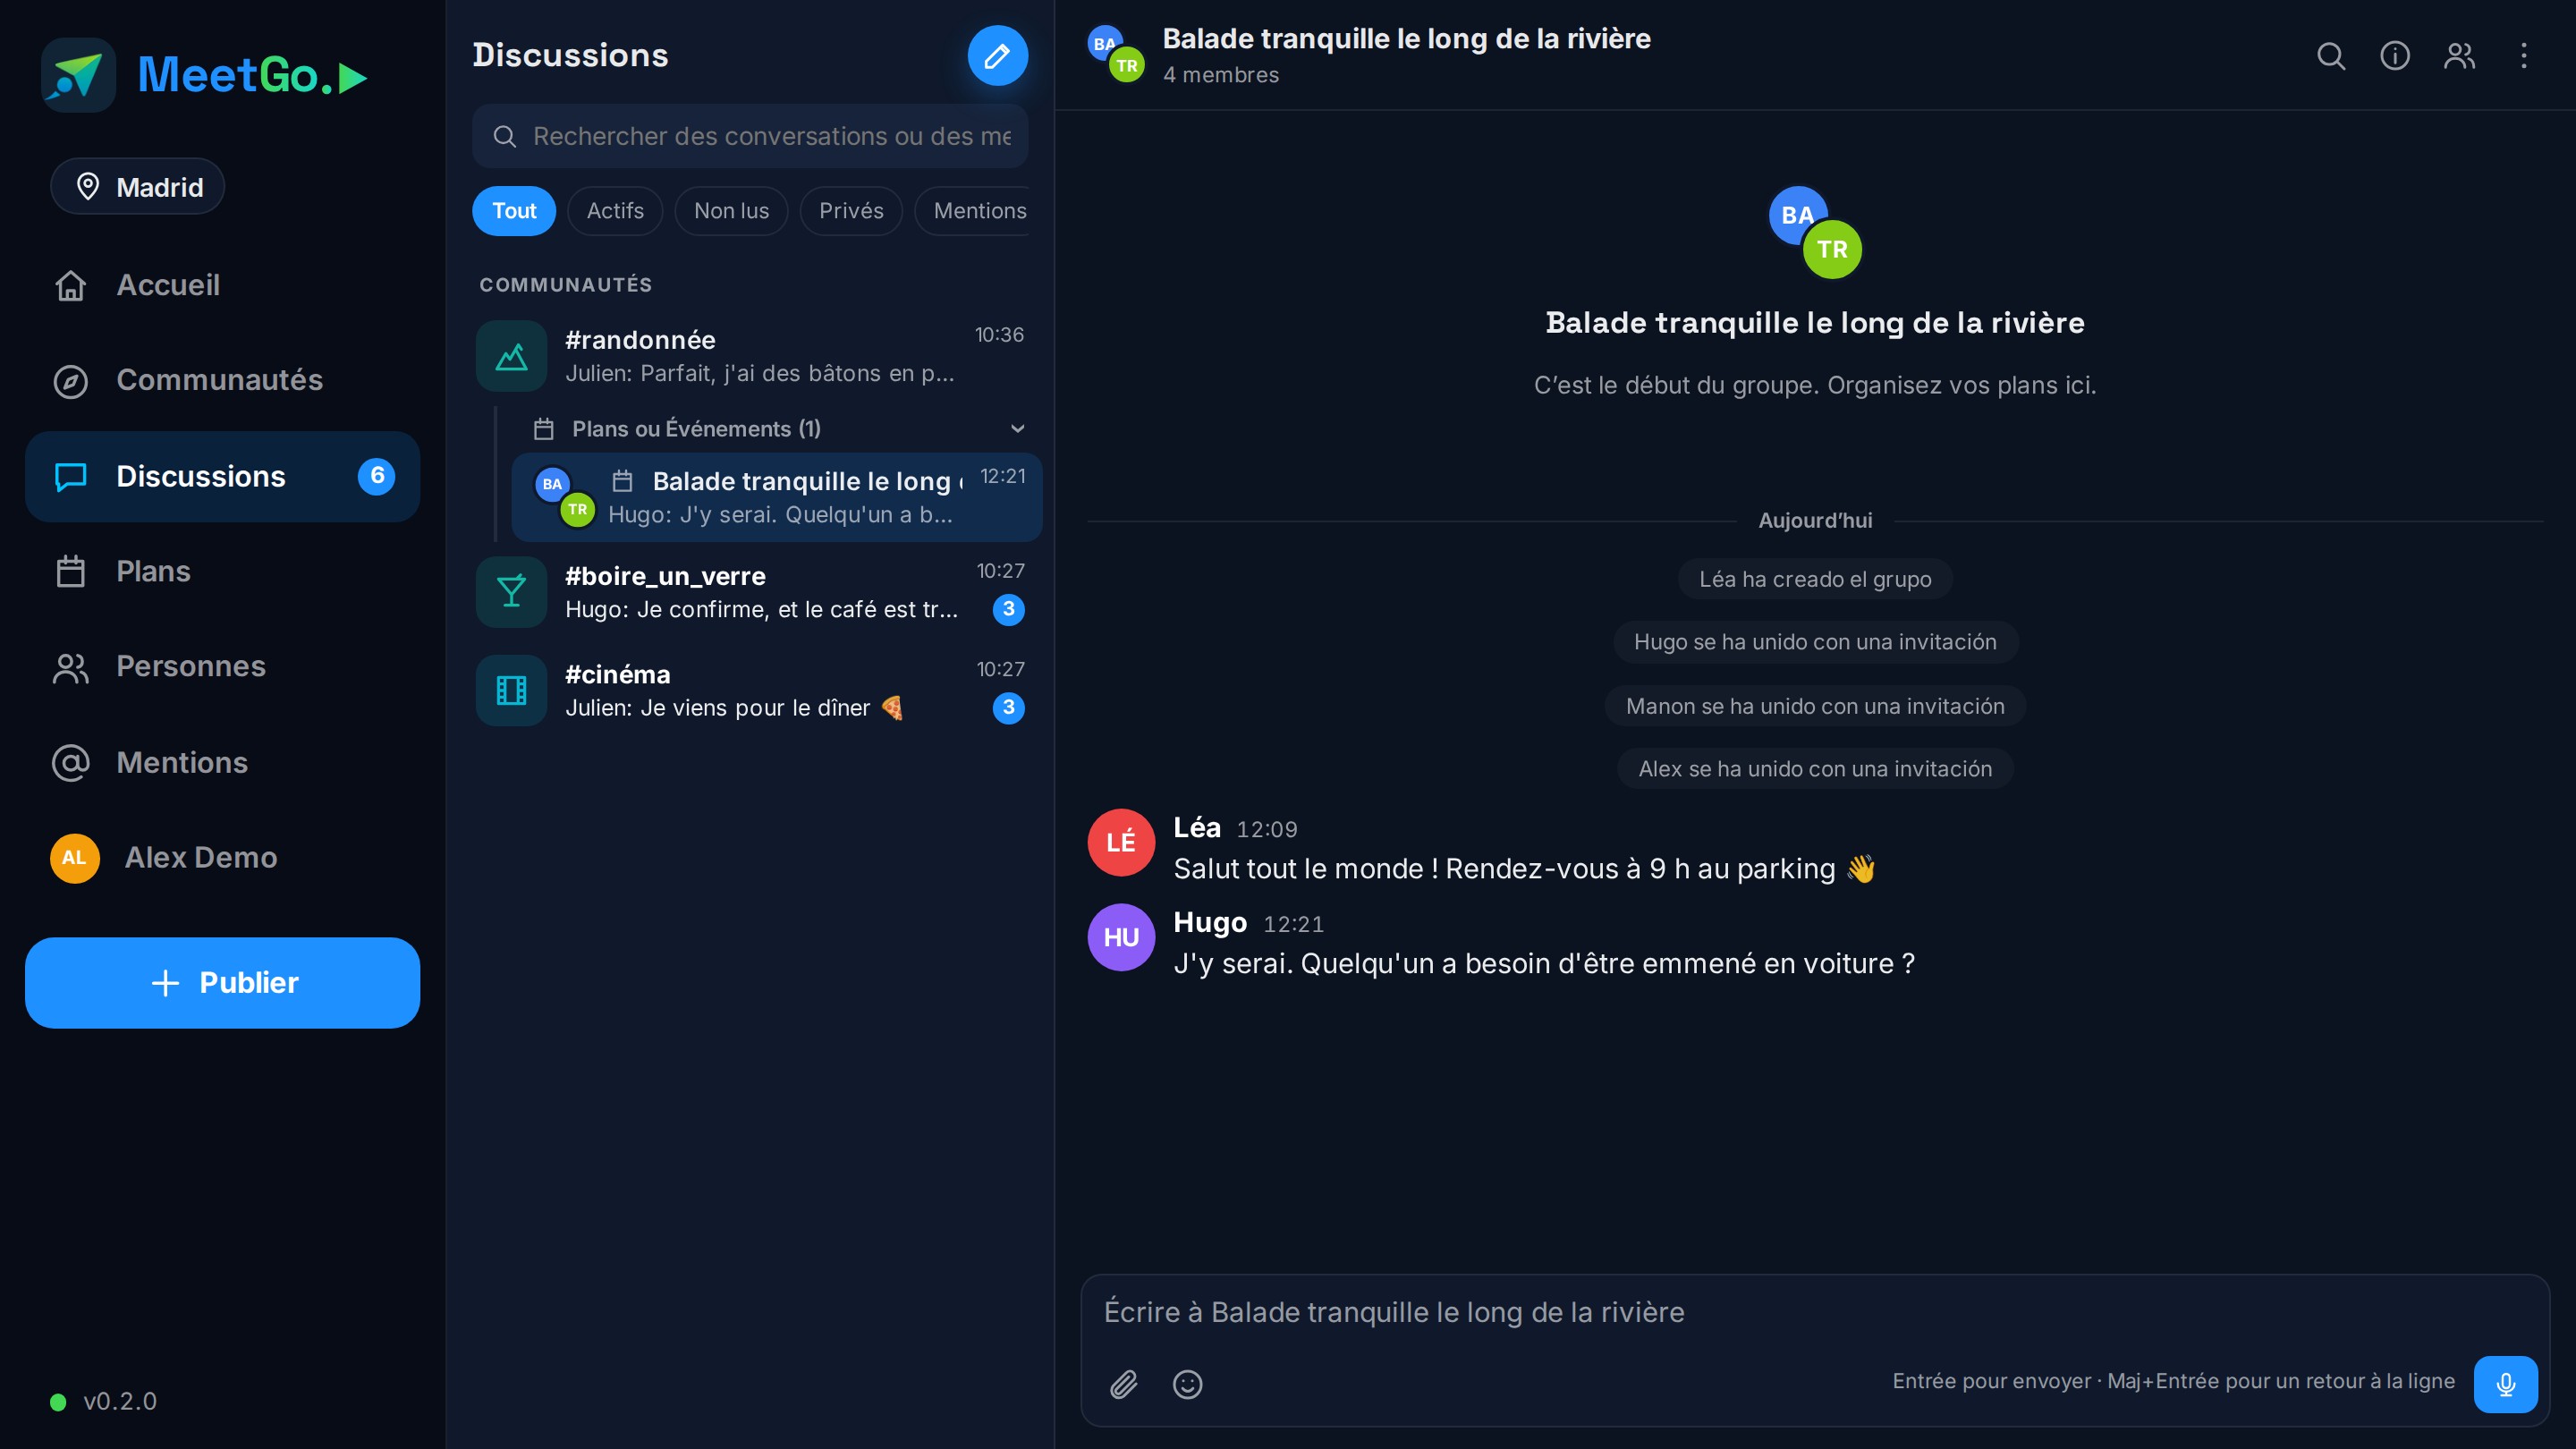 MeetGo.
Madrid
Accueil
Communautés
Discussions 6
Plans
Personnes
Mentions
AL Alex Demo
Publier
v0.2.0
Discussions
Rechercher des conversations ou des me
Tout Actifs Non lus Privés Mentions
COMMUNAUTÉS
#randonnée 10:36
Julien: Parfait, j'ai des bâtons en p...
Plans ou Événements (1)
BA TR Balade tranquille le long 12:21
Hugo: J'y serai. Quelqu'un a b...
#boire_un_verre 10:27
Hugo: Je confirme, et le café est tr... 3
#cinéma 10:27
Julien: Je viens pour le dîner 🍕 3
BA TR Balade tranquille le long de la rivière
4 membres
BA TR
Balade tranquille le long de la rivière
C’est le début du groupe. Organisez vos plans ici.
Aujourd’hui
Léa ha creado el grupo
Hugo se ha unido con una invitación
Manon se ha unido con una invitación
Alex se ha unido con una invitación
LÉ Léa 12:09
Salut tout le monde ! Rendez-vous à 9 h au parking 👋
HU Hugo 12:21
J'y serai. Quelqu'un a besoin d'être emmené en voiture ?
Écrire à Balade tranquille le long de la rivière
Entrée pour envoyer · Maj+Entrée pour un retour à la ligne